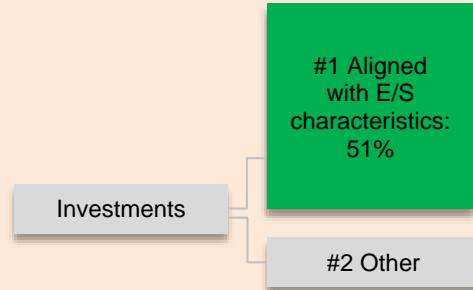 #1 Aligned
with E/S
characteristics:
51%
Investments
#2 Other